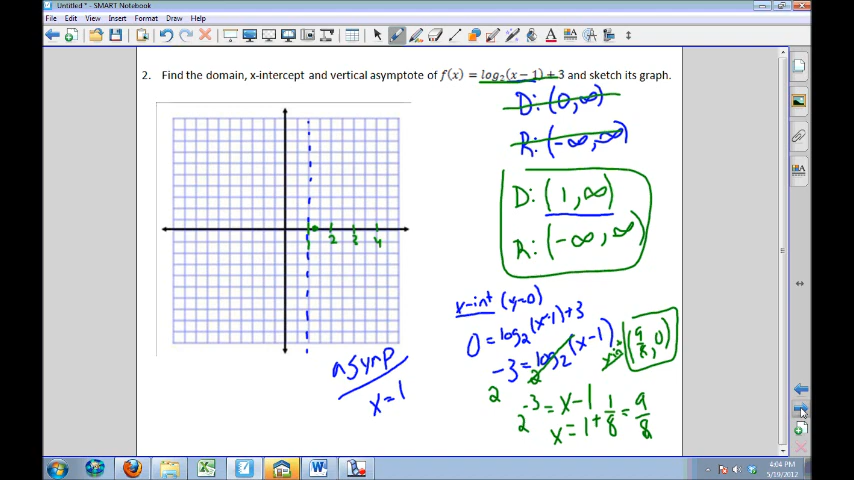 Untitled * - SMART Notebook
File Edit View Insert Format Draw Help
2. Find the domain, x-intercept and vertical asymptote of f(x) = log₂(x − 1) + 3 and sketch its graph.
D: (0, ∞)
R: (-∞, ∞)
D: (1, ∞)
R: (-∞, ∞)
1 2 3 4
x-int (y=0)
0 = log₂(x-1)+3
-3 = log₂(x-1)
2 2
2⁻³ = x-1
x = 1 + 1/8 = 9/8
x-int
(9/8, 0)
asymp
x=1
4:04 PM
5/19/2012